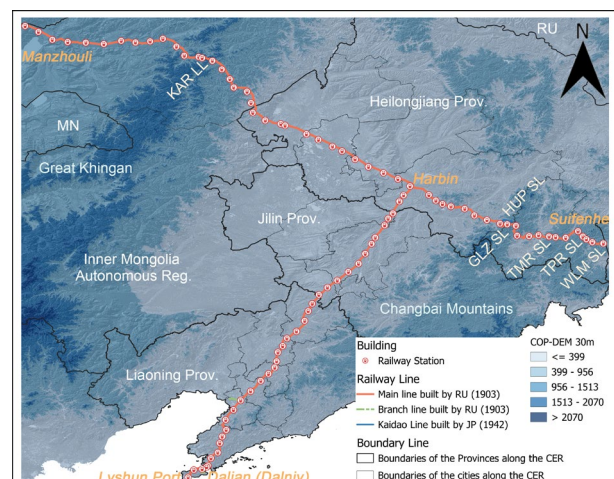 RU
N
Manzhouli
KAR LL
Heilongjiang Prov.
MN
Great Khingan
Harbin
HUP SL
Suifenhe
Jilin Prov.
GLZ SL
TMR SL
TPR SL
WLM SL
Inner Mongolia
Autonomous Reg.
Changbai Mountains
Liaoning Prov.
Building
Railway Station
Railway Line
Main line built by RU (1903)
Branch line built by RU (1903)
Kaidao Line built by JP (1942)
Boundary Line
Boundaries of the Provinces along the CER
Boundaries of the cities along the CER
COP-DEM 30m
<= 399
399 - 956
956 - 1513
1513 - 2070
> 2070
Lvshun Port
Dalian (Dalniy)